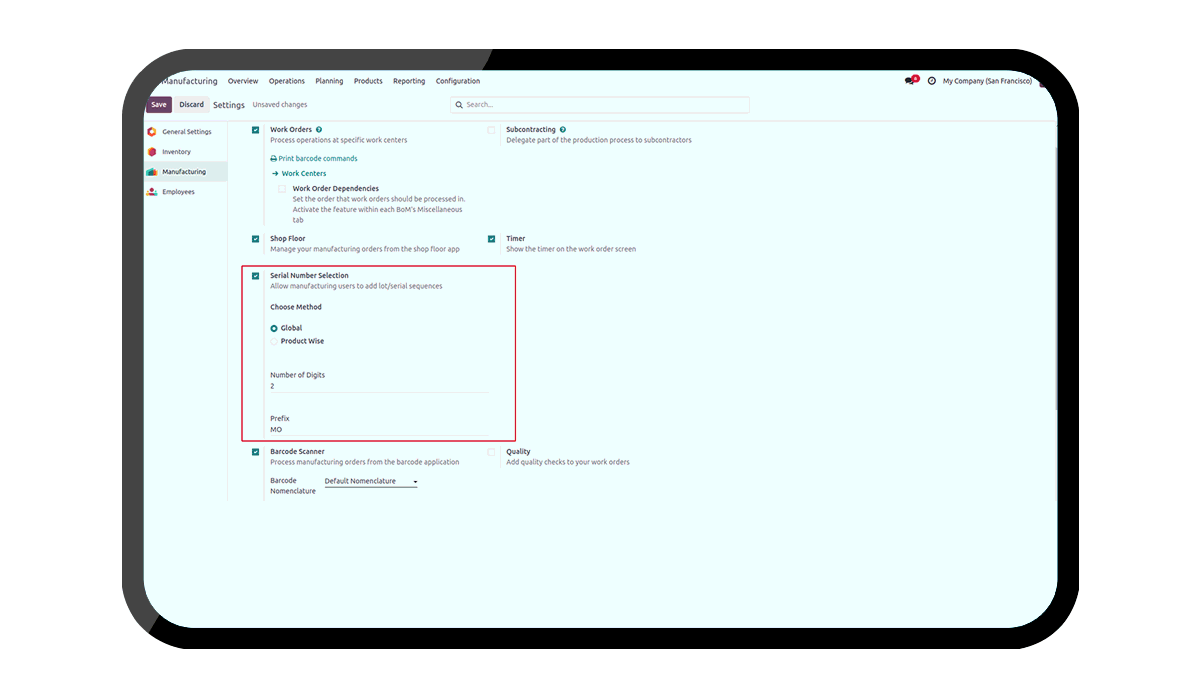 Manufacturing Overview Operations Planning Products Reporting Configuration My Company (San Francisco)
Save Discard Settings Unsaved changes Search...
General Settings
Inventory
Manufacturing
Employees
Work Orders ?
Process operations at specific work centers
Print barcode commands
Work Centers
Work Order Dependencies
Set the order that work orders should be processed in.
Activate the feature within each BoM's Miscellaneous
tab
Subcontracting ?
Delegate part of the production process to subcontractors
Shop Floor
Manage your manufacturing orders from the shop floor app
Timer
Show the timer on the work order screen
Serial Number Selection
Allow manufacturing users to add lot/serial sequences
Choose Method
Global
Product Wise
Number of Digits
2
Prefix
MO
Barcode Scanner
Process manufacturing orders from the barcode application
Barcode Nomenclature
Default Nomenclature
Quality
Add quality checks to your work orders